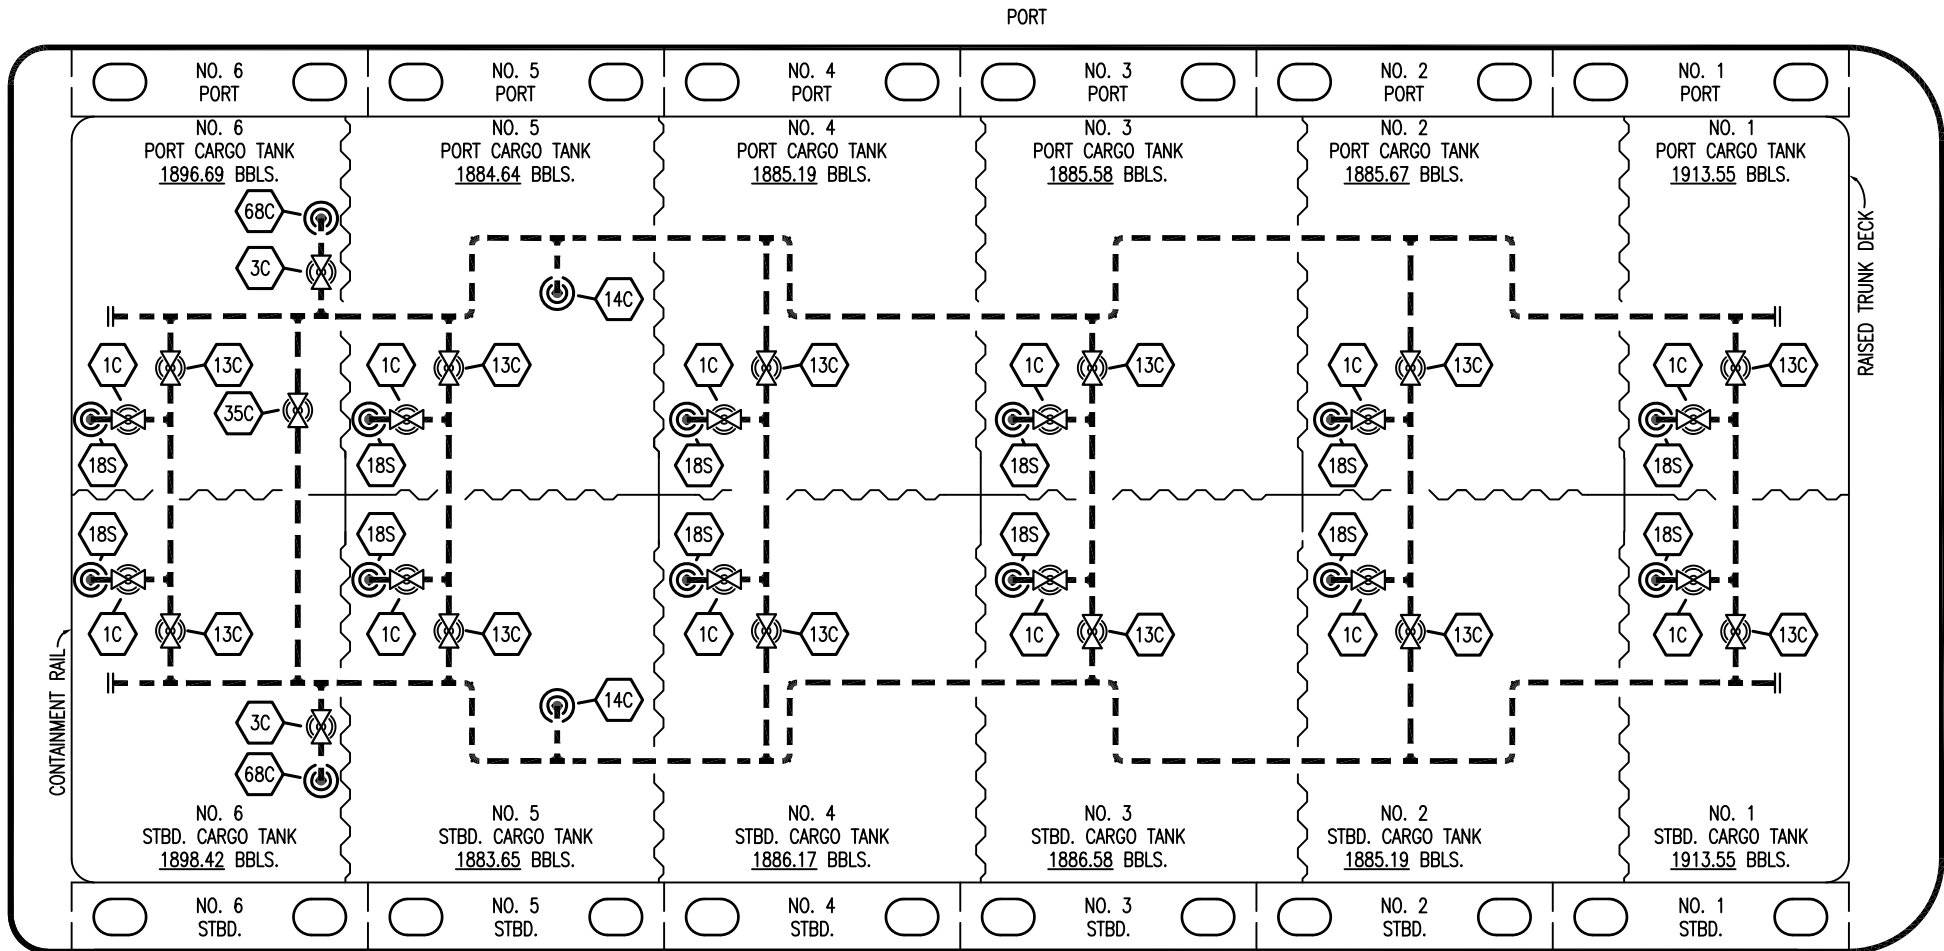 PORT
NO. 6
PORT
NO. 5
PORT
NO. 4
PORT
NO. 3
PORT
NO. 2
PORT
NO. 1
PORT
NO. 6
PORT CARGO TANK
1896.69 BBLS.
NO. 5
PORT CARGO TANK
1884.64 BBLS.
NO. 4
PORT CARGO TANK
1885.19 BBLS.
NO. 3
PORT CARGO TANK
1885.58 BBLS.
NO. 2
PORT CARGO TANK
1885.67 BBLS.
NO. 1
PORT CARGO TANK
1913.55 BBLS.
RAISED TRUNK DECK
68C
3C
14C
1C
13C
35C
1C
13C
1C
13C
1C
13C
1C
13C
1C
13C
18S
18S
18S
18S
18S
18S
18S
18S
18S
18S
18S
18S
1C
13C
1C
13C
1C
13C
1C
13C
1C
13C
1C
13C
CONTAINMENT RAIL
3C
14C
68C
NO. 6
STBD. CARGO TANK
1898.42 BBLS.
NO. 5
STBD. CARGO TANK
1883.65 BBLS.
NO. 4
STBD. CARGO TANK
1886.17 BBLS.
NO. 3
STBD. CARGO TANK
1886.58 BBLS.
NO. 2
STBD. CARGO TANK
1885.19 BBLS.
NO. 1
STBD. CARGO TANK
1913.55 BBLS.
NO. 6
STBD.
NO. 5
STBD.
NO. 4
STBD.
NO. 3
STBD.
NO. 2
STBD.
NO. 1
STBD.